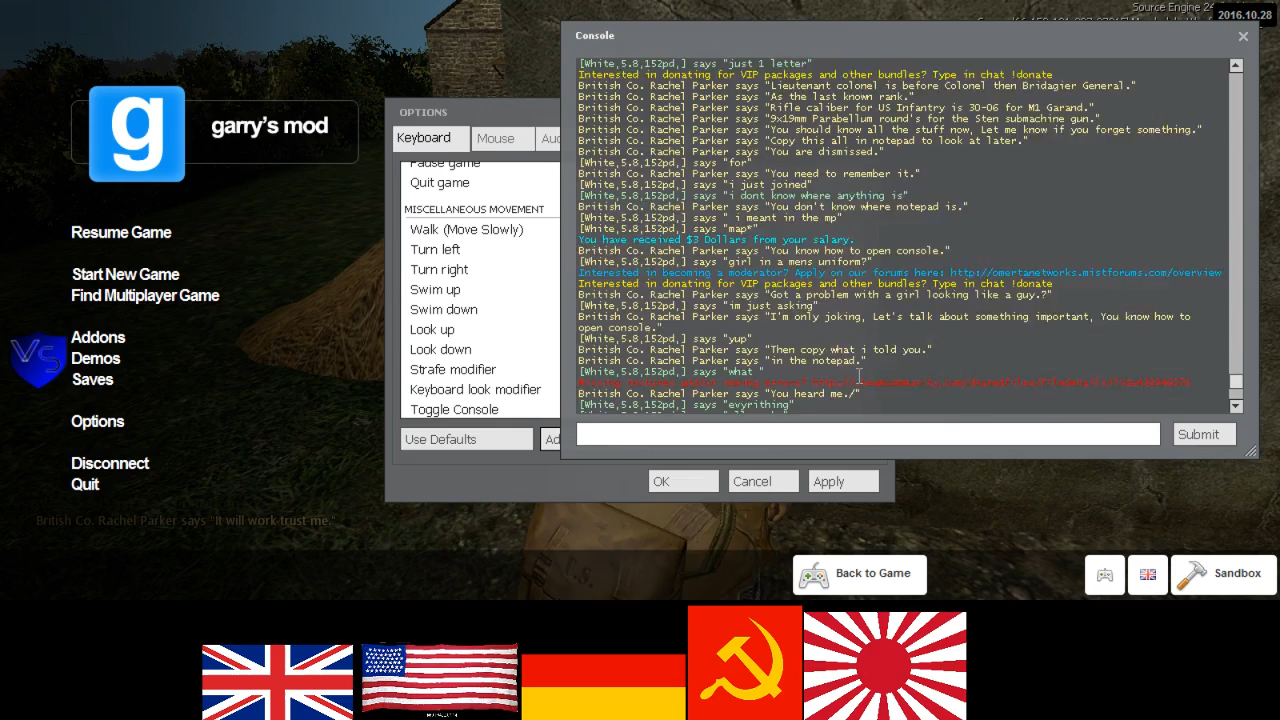 Source Engine 24
2016.10.28
garry's mod
Resume Game
Start New Game
Find Multiplayer Game
Addons
Demos
Saves
Options
Disconnect
Quit
VS
British Co. Rachel Parker says "It will work trust me."
OPTIONS
Keyboard
Mouse
Pause game
Quit game
MISCELLANEOUS MOVEMENT
Walk (Move Slowly)
Turn left
Turn right
Swim up
Swim down
Look up
Look down
Strafe modifier
Keyboard look modifier
Toggle Console
Use Defaults
OK
Cancel
Apply
Console
[White,5.8,152pd,] says "just 1 letter"
Interested in donating for VIP packages and other bundles? Type in chat !donate
British Co. Rachel Parker says "Lieutenant colonel is before Colonel then Bridagier General."
British Co. Rachel Parker says "As the last known rank."
British Co. Rachel Parker says "Rifle caliber for US Infantry is 30-06 for M1 Garand."
British Co. Rachel Parker says "9x19mm Parabellum round's for the Sten submachine gun."
British Co. Rachel Parker says "You should know all the stuff now, Let me know if you forget something."
British Co. Rachel Parker says "Copy this all in notepad to look at later."
British Co. Rachel Parker says "You are dismissed."
[White,5.8,152pd,] says "for"
British Co. Rachel Parker says "You need to remember it."
[White,5.8,152pd,] says "i just joined"
[White,5.8,152pd,] says "i dont know where anything is"
British Co. Rachel Parker says "You don't know where notepad is."
[White,5.8,152pd,] says " i meant in the mp"
[White,5.8,152pd,] says "map*"
You have received $3 Dollars from your salary.
British Co. Rachel Parker says "You know how to open console."
[White,5.8,152pd,] says "girl in a mens uniform?"
Interested in becoming a moderator? Apply on our forums here: http://omertanetworks.mistforums.com/overview
Interested in donating for VIP packages and other bundles? Type in chat !donate
British Co. Rachel Parker says "Got a problem with a girl looking like a guy.?"
[White,5.8,152pd,] says "im just asking"
British Co. Rachel Parker says "I'm only joking, Let's talk about something important, You know how to
open console."
[White,5.8,152pd,] says "yup"
British Co. Rachel Parker says "Then copy what i told you."
British Co. Rachel Parker says "in the notepad."
[White,5.8,152pd,] says "what "
British Co. Rachel Parker says "You heard me./"
[White,5.8,152pd,] says "evyrithing"
Submit
Back to Game
Sandbox